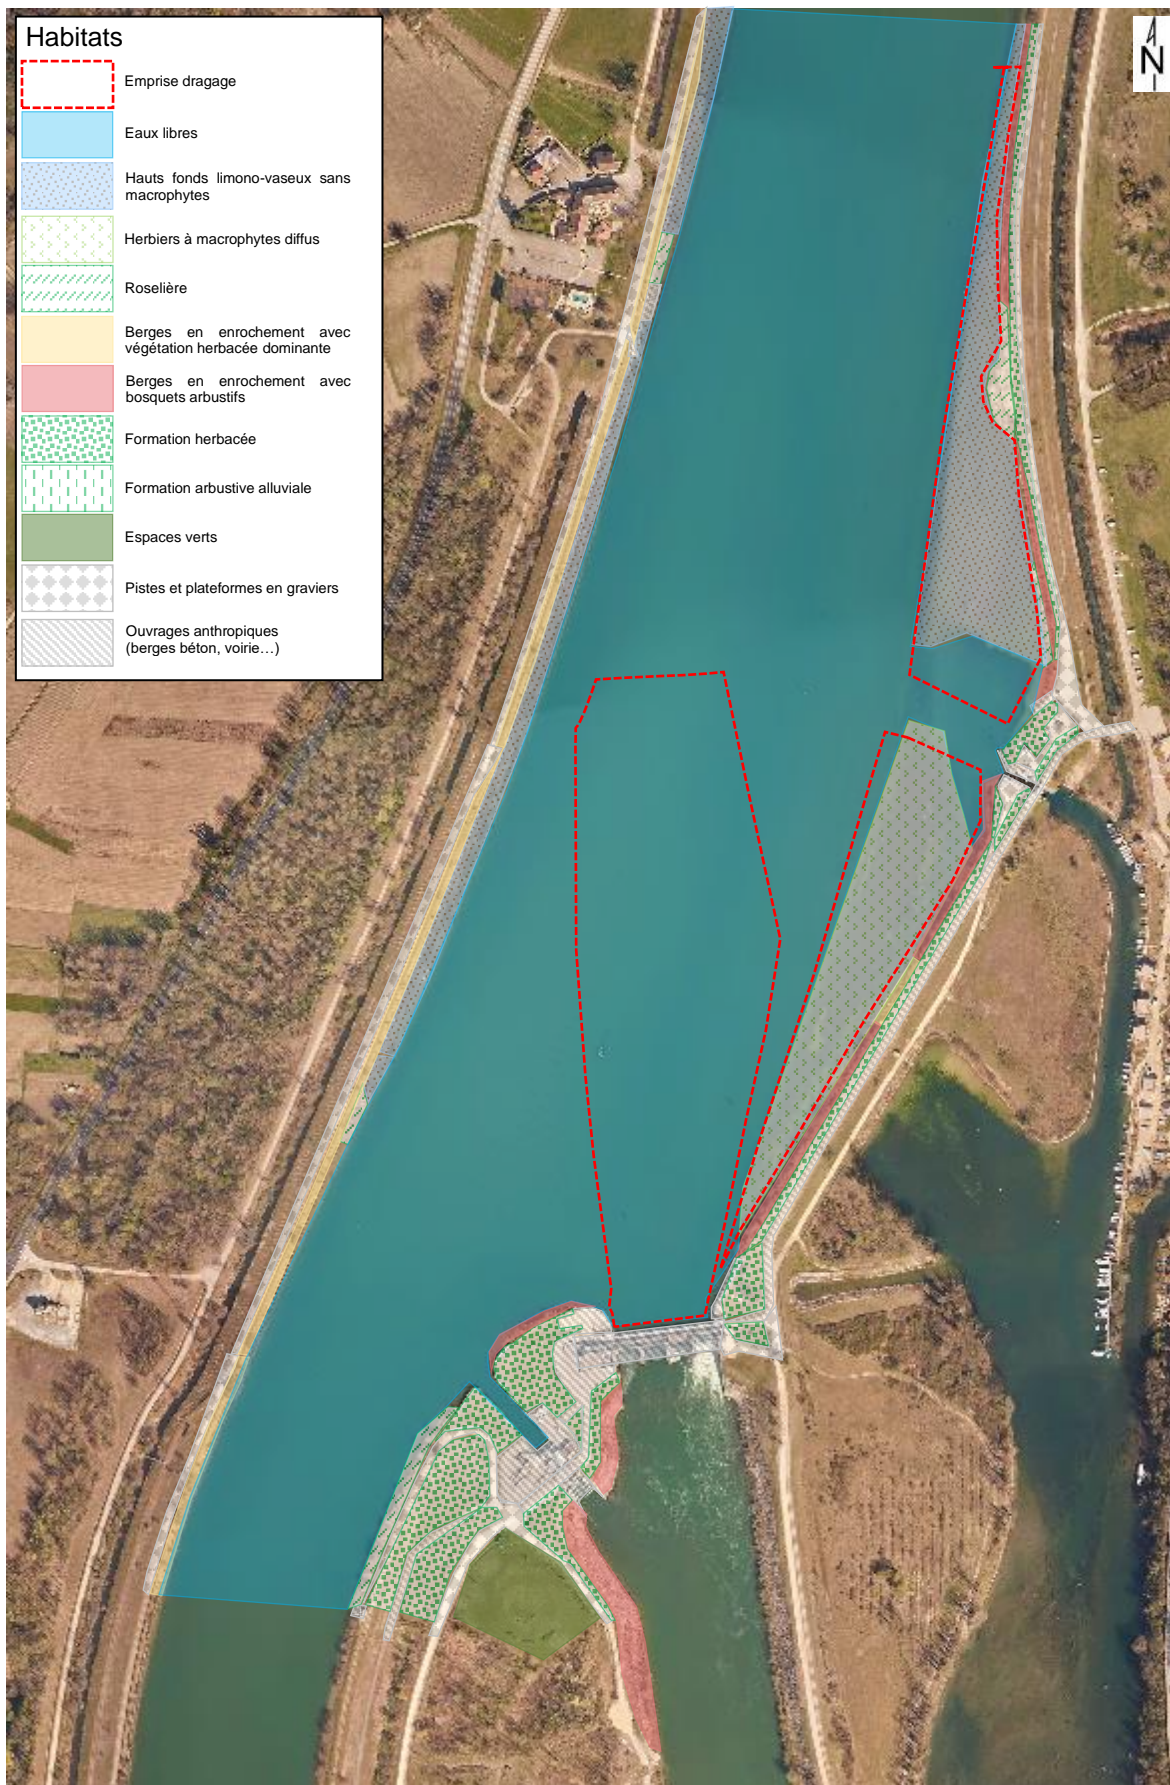 Habitats
Emprise dragage
Eaux libres
Hauts fonds limono-vaseux sans
macrophytes
Herbiers à macrophytes diffus
Roselière
Berges en enrochement avec
végétation herbacée dominante
Berges en enrochement avec
bosquets arbustifs
Formation herbacée
Formation arbustive alluviale
Espaces verts
Pistes et plateformes en graviers
Ouvrages anthropiques
(berges béton, voirie…)
N